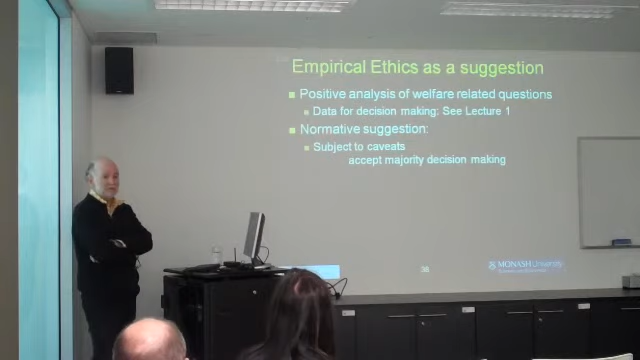 Empirical Ethics as a suggestion
Positive analysis of welfare related questions
Data for decision making: See Lecture 1
Normative suggestion:
Subject to caveats
accept majority decision making
36
MONASH University